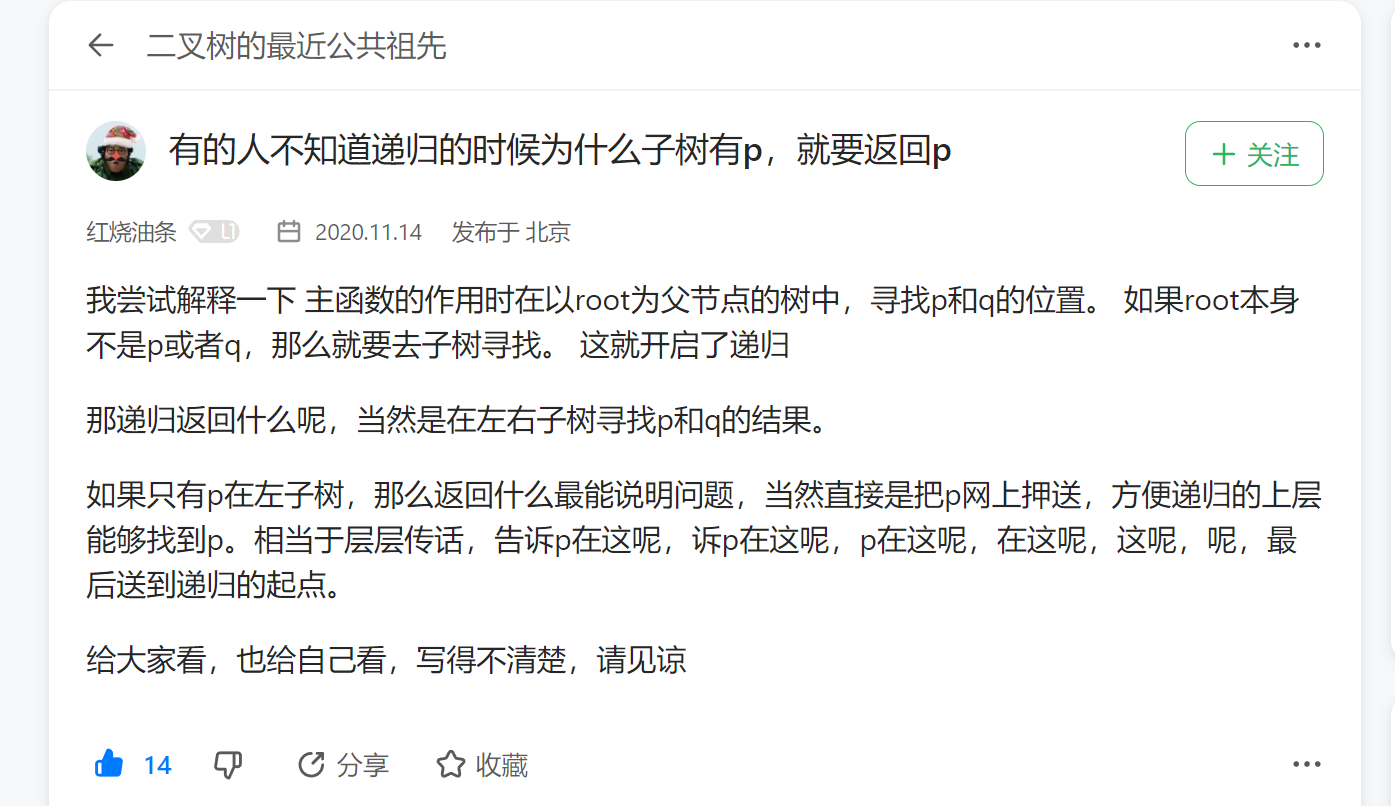 二叉树的最近公共祖先
有的人不知道递归的时候为什么子树有p，就要返回p
+ 关注
红烧油条 L1 2020.11.14 发布于 北京
我尝试解释一下 主函数的作用时在以root为父节点的树中，寻找p和q的位置。 如果root本身
不是p或者q，那么就要去子树寻找。 这就开启了递归
那递归返回什么呢，当然是在左右子树寻找p和q的结果。
如果只有p在左子树，那么返回什么最能说明问题，当然直接是把p网上押送，方便递归的上层
能够找到p。相当于层层传话，告诉p在这呢，诉p在这呢，p在这呢，在这呢，这呢，呢，最
后送到递归的起点。
给大家看，也给自己看，写得不清楚，请见谅
14 分享 收藏